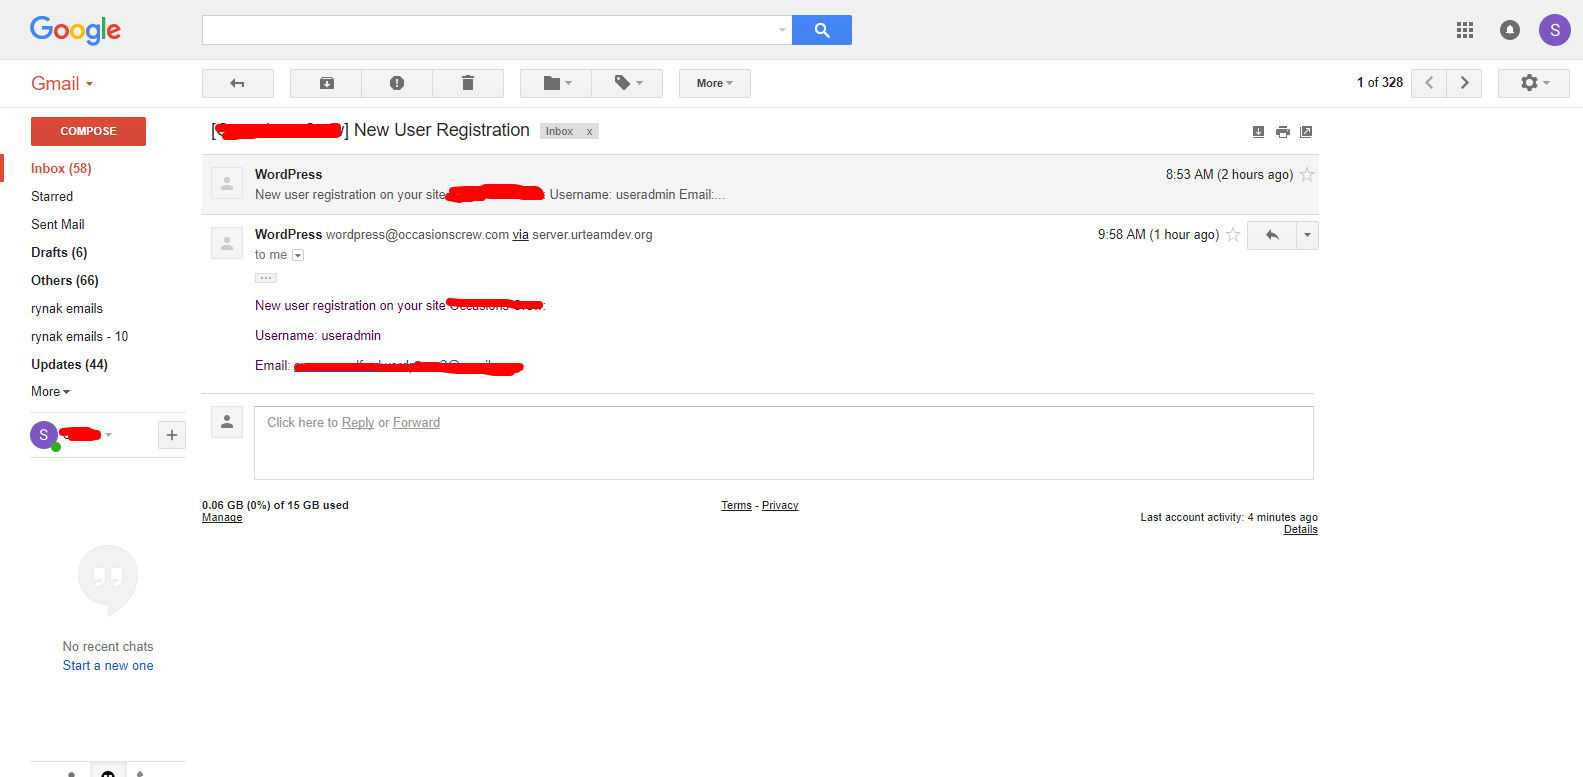 Google
S
Gmail
More
1 of 328
COMPOSE
[ ] New User Registration
Inbox x
Inbox (58)
Starred
Sent Mail
Drafts (6)
Others (66)
rynak emails
rynak emails - 10
Updates (44)
More
S
+
No recent chats
Start a new one
WordPress
8:53 AM (2 hours ago)
New user registration on your site : Username: useradmin Email:...
WordPress wordpress@occasionscrew.com via server.urteamdev.org
9:58 AM (1 hour ago)
to me
...
New user registration on your site :
Username: useradmin
Email:
Click here to Reply or Forward
0.06 GB (0%) of 15 GB used
Manage
Terms - Privacy
Last account activity: 4 minutes ago
Details